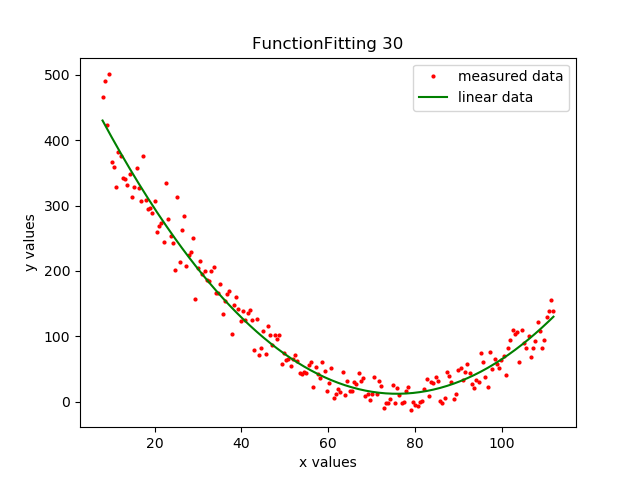 FunctionFitting 30
measured data
linear data
500
400
300
200
100
0
y values
20
40
60
80
100
x values